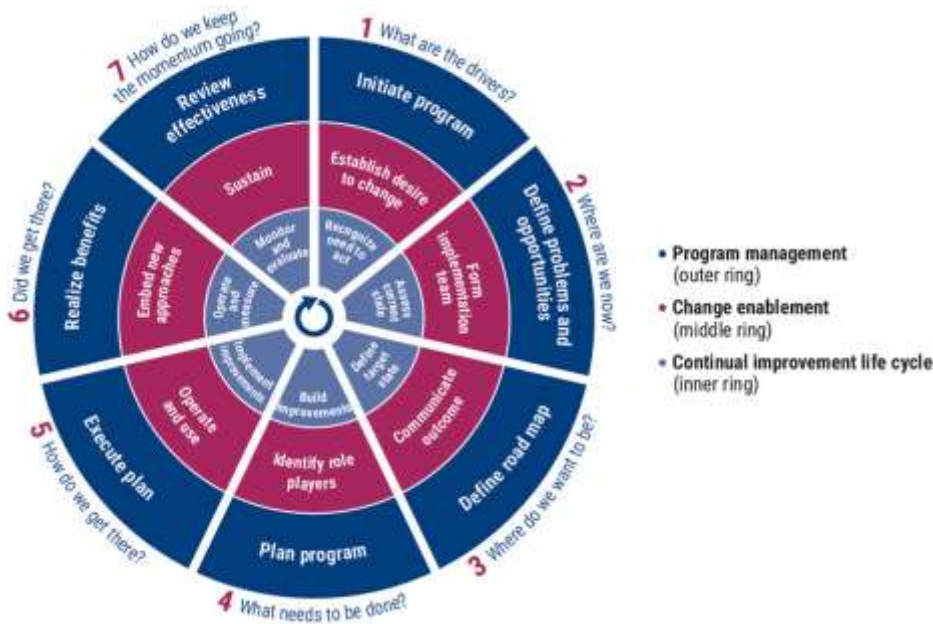 7 How do we keep
the momentum going?
1 What are the drivers?
2 Where are we now?
3 Where do we want to be?
4 What needs to be done?
5 How do we get there?
6 Did we get there?
Review
effectiveness
Initiate program
Define problems and
opportunities
Define road map
Plan program
Execute plan
Realize benefits
Sustain
Establish desire
to change
Form
implementation
team
Communicate
outcome
Identify role
players
Operate
and use
Embed new
approaches
Monitor
and
evaluate
Recognize
need to
act
Assess
current
state
Define
target
state
Build
improvements
Implement
improvements
Operate
and
measure
• Program management
(outer ring)
• Change enablement
(middle ring)
• Continual improvement life cycle
(inner ring)